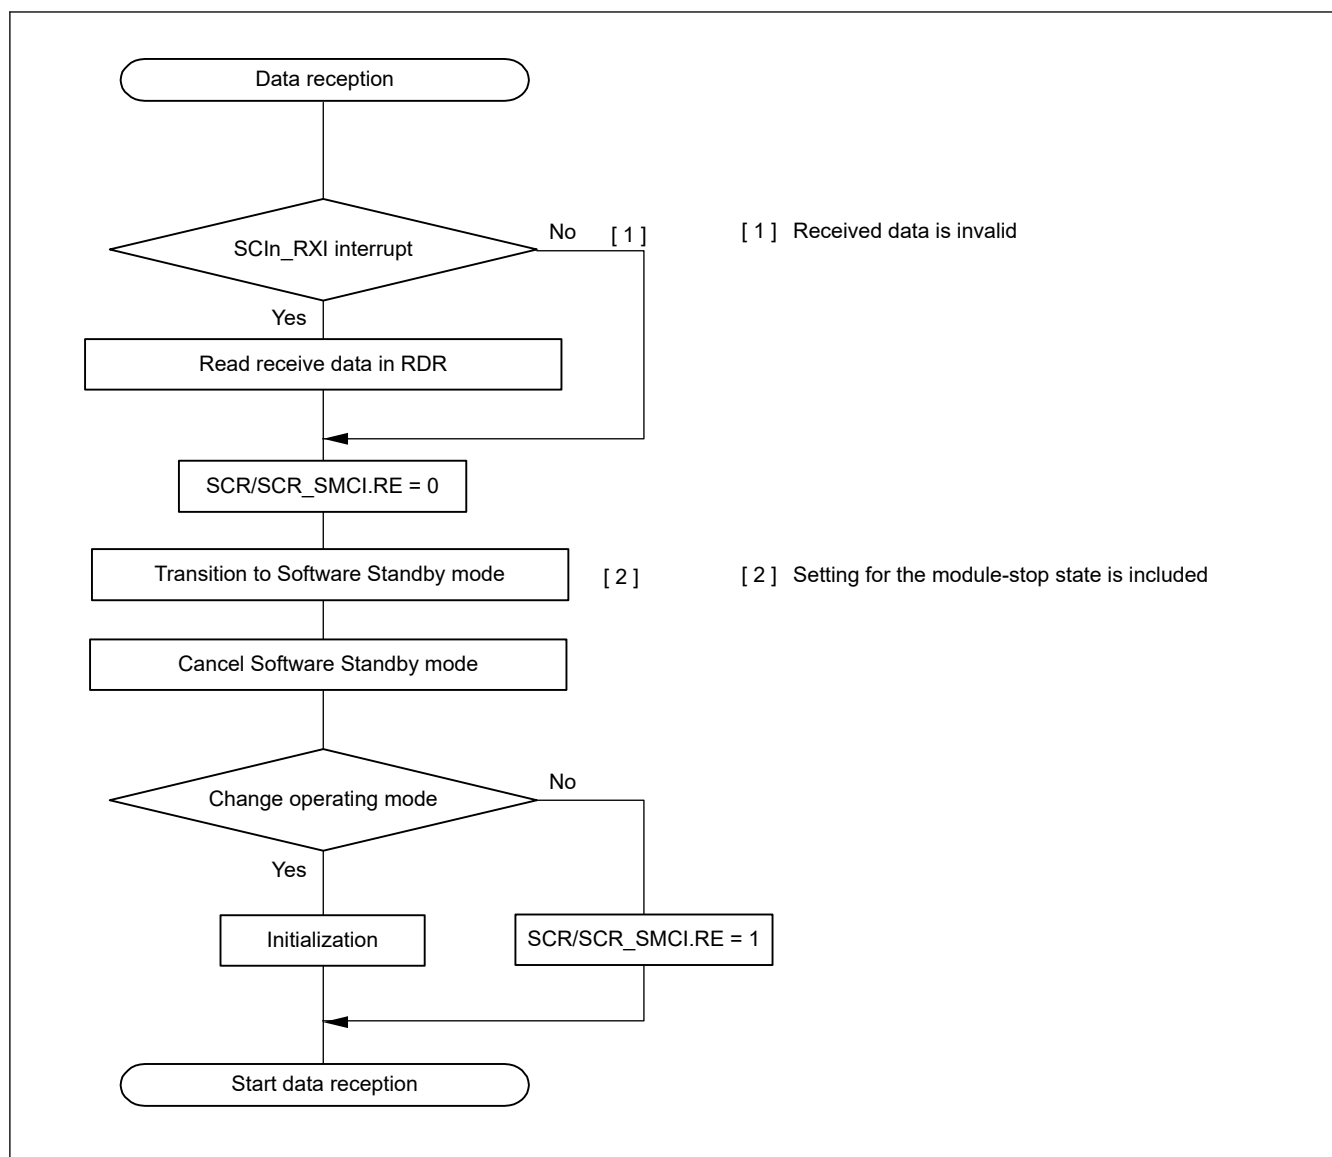 Data reception
SCIn_RXI interrupt
No
[ 1 ]
[ 1 ] Received data is invalid
Yes
Read receive data in RDR
SCR/SCR_SMCI.RE = 0
Transition to Software Standby mode
[ 2 ]
[ 2 ] Setting for the module-stop state is included
Cancel Software Standby mode
Change operating mode
No
Yes
Initialization
SCR/SCR_SMCI.RE = 1
Start data reception